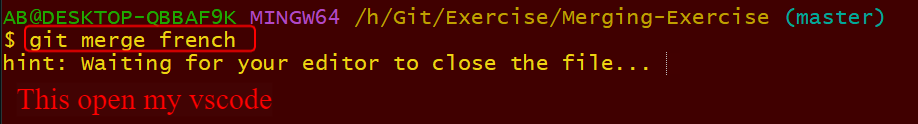 AB@DESKTOP-QBBAF9K MINGW64 /h/Git/Exercise/Merging-Exercise (master)
$ git merge french
hint: Waiting for your editor to close the file...
This open my vscode